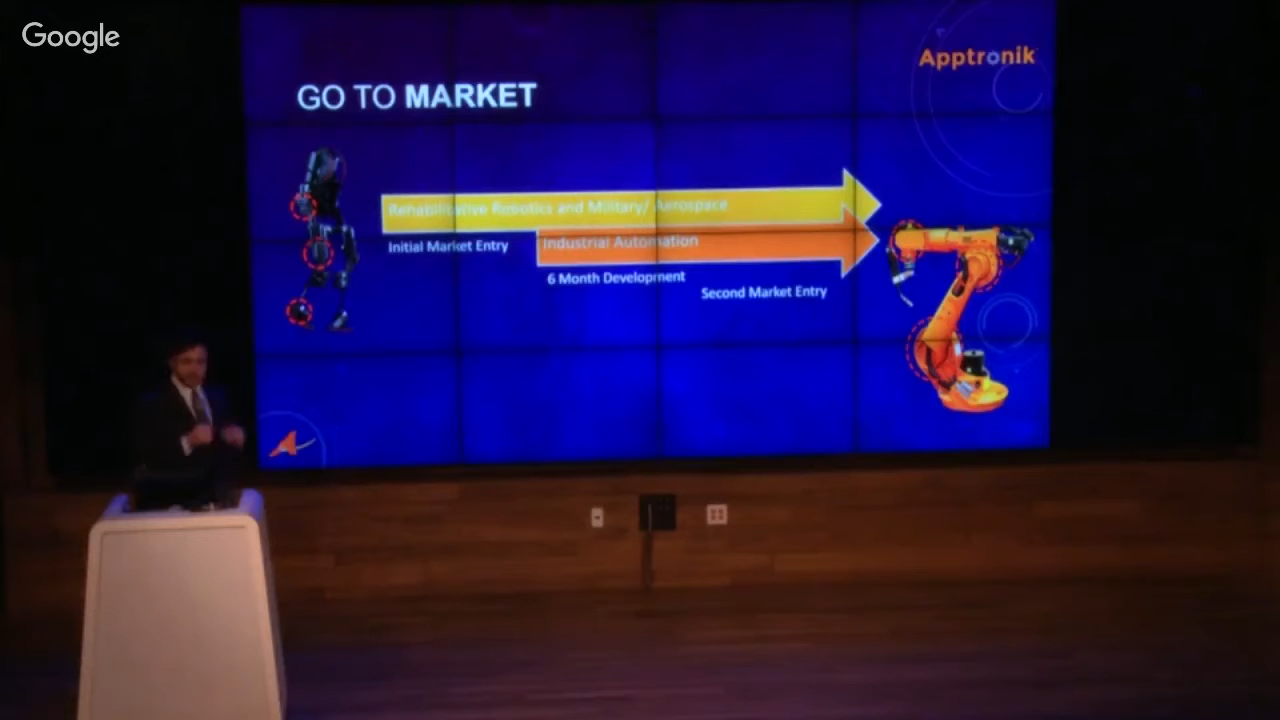 Google
Apptronik
GO TO MARKET
Rehabilitative Robotics and Military/ Aerospace
Initial Market Entry
Industrial Automation
6 Month Development
Second Market Entry